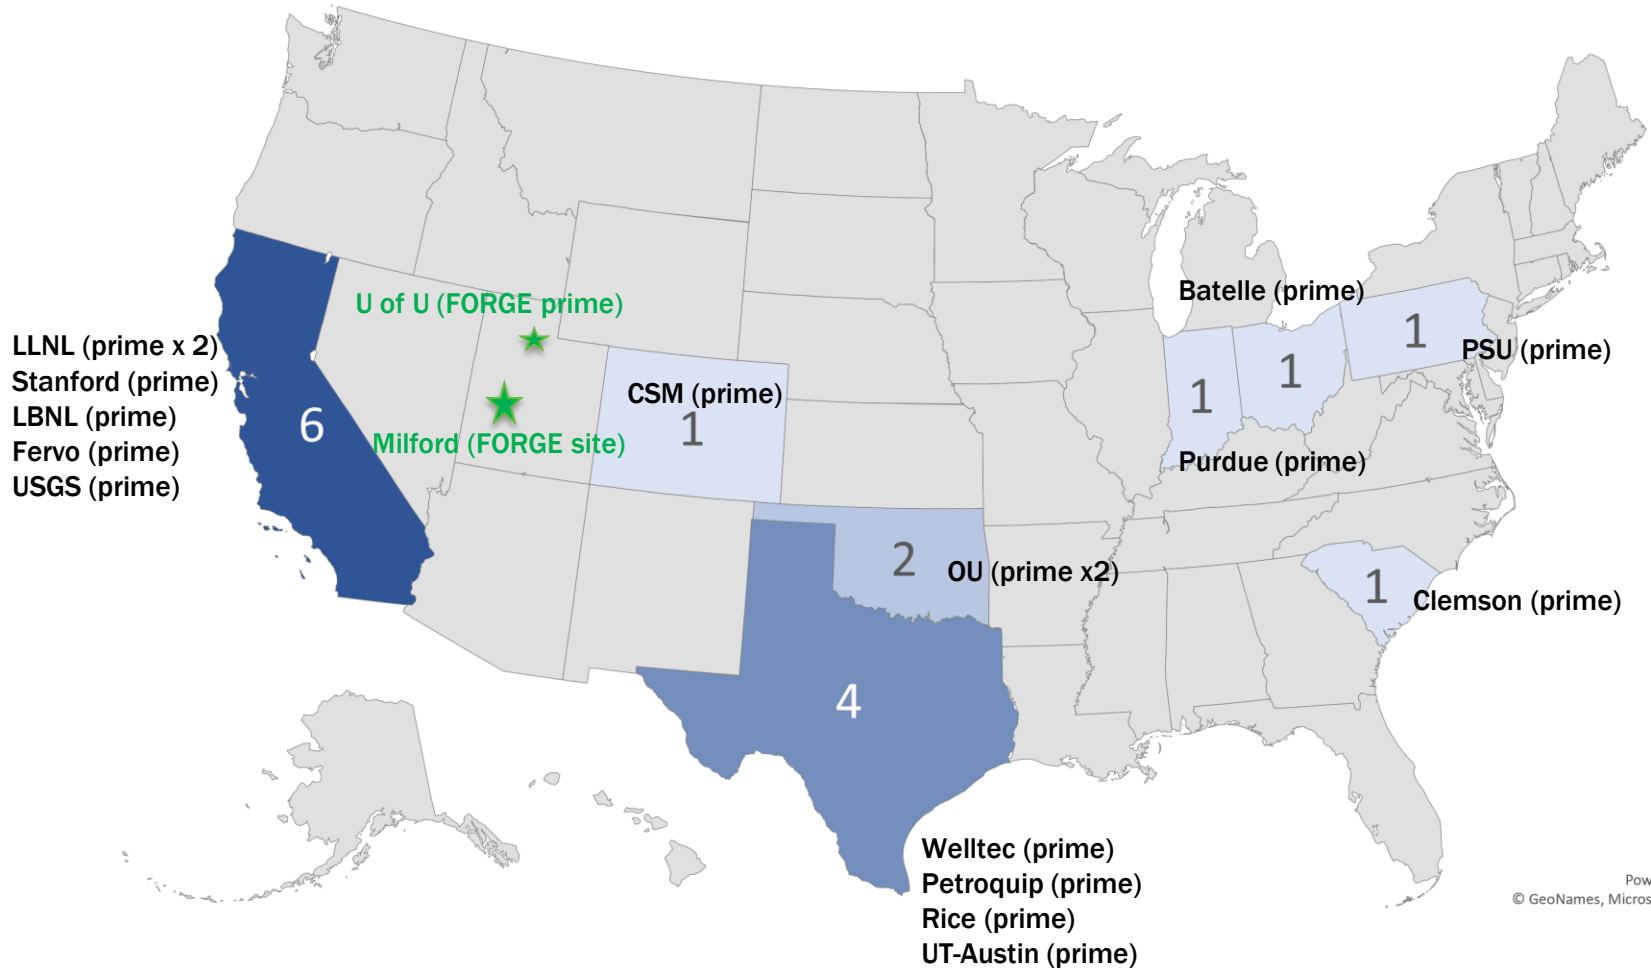 Batelle (prime)
U of U (FORGE prime)
1
PSU (prime)
LLNL (prime x 2)
Stanford (prime)
LBNL (prime)
Fervo (prime)
USGS (prime)
6
1
1
CSM (prime)
1
Milford (FORGE site)
Purdue (prime)
2
OU (prime x2)
1
Clemson (prime)
4
Welltec (prime)
Petroquip (prime)
Rice (prime)
UT-Austin (prime)
Pow
© GeoNames, Micros